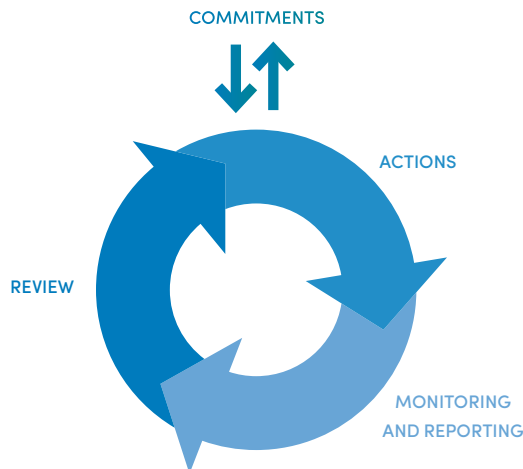 COMMITMENTS
ACTIONS
REVIEW
MONITORING
AND REPORTING